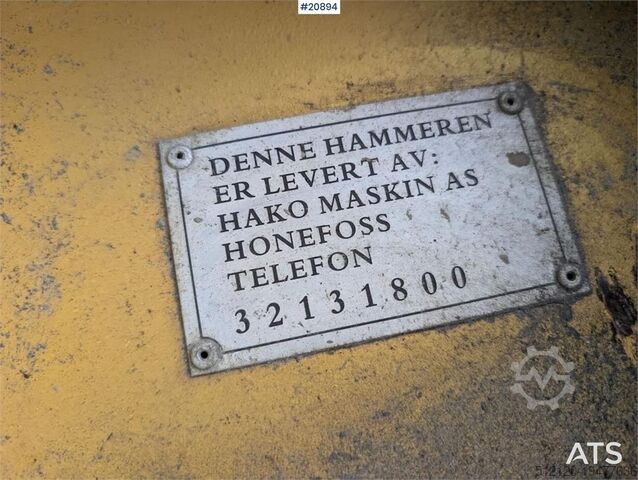 #20894
DENNE HAMMEREN
ER LEVERT AV:
HAKO MASKIN AS
HONEFOSS
TELEFON
32131800
ATS